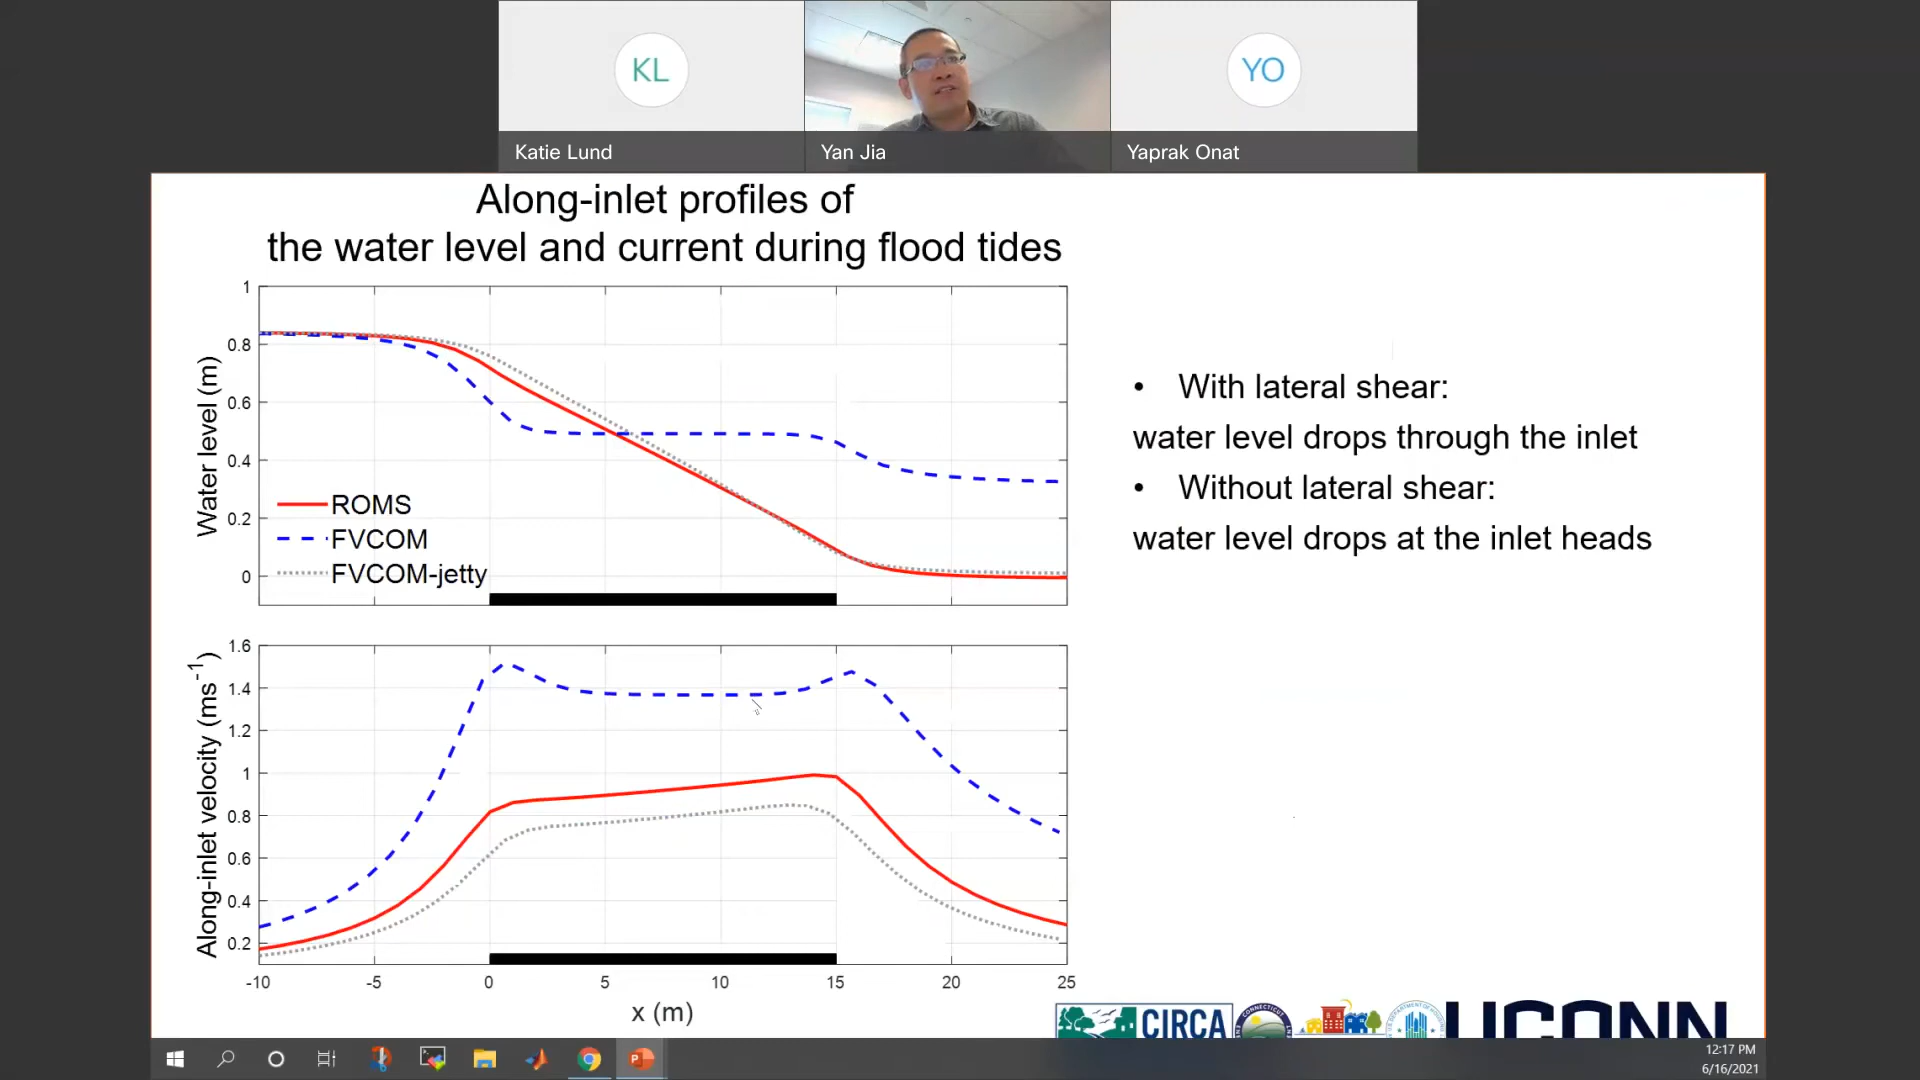 KL
YO
Katie Lund
Yan Jia
Yaprak Onat
Along-inlet profiles of
the water level and current during flood tides
Water level (m)
1
0.8
0.6
0.4
0.2
0
ROMS
FVCOM
FVCOM-jetty
• With lateral shear:
water level drops through the inlet
• Without lateral shear:
water level drops at the inlet heads
Along-inlet velocity (ms⁻¹)
1.6
1.4
1.2
1
0.8
0.6
0.4
0.2
-10 -5 0 5 10 15 20 25
x (m)
CIRCA
CONNECTICUT
UCONN
12:17 PM
6/16/2021